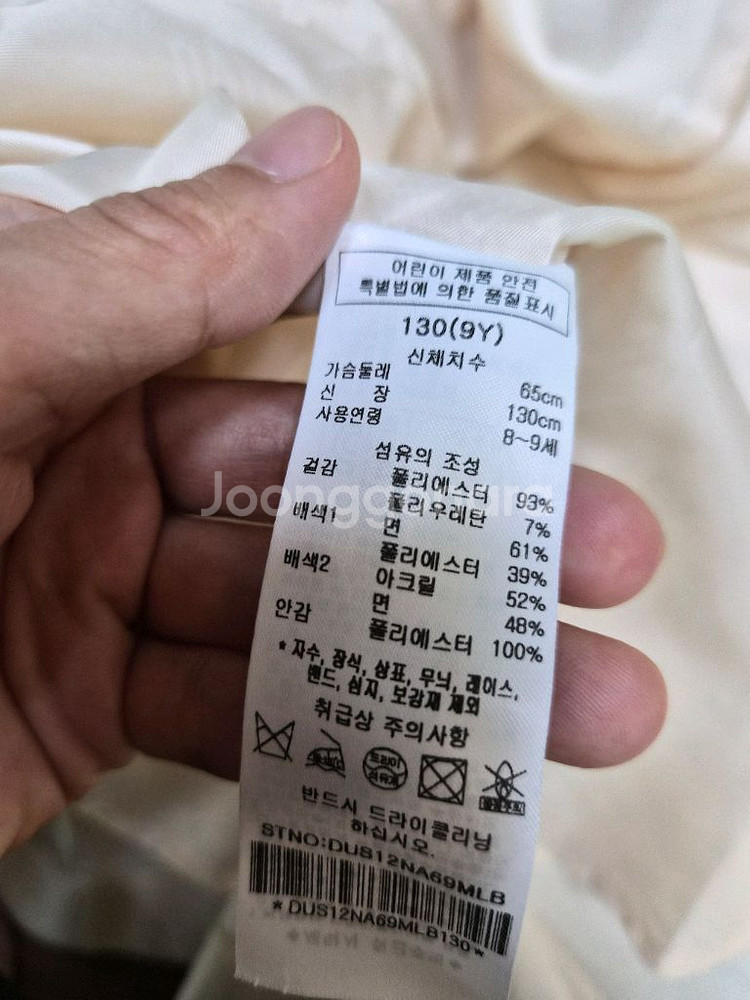 어린이 제품 안전
특별법에 의한 품질표시
130(9Y)
신체치수
가슴둘레 65cm
신 장 130cm
사용연령 8~9세
섬유의 조성
겉감 폴리에스터 93%
폴리우레탄 7%
배색1 면 61%
폴리에스터 39%
배색2 아크릴 52%
면 48%
안감 폴리에스터 100%
* 자수, 장식, 상표, 무늬, 레이스,
밴드, 심지, 보강재 제외
취급상 주의사항
드라이
석유계
반드시 드라이클리닝
하십시오.
STNO:DUS12NA69MLB
*DUS12NA69MLB130*
Joonggonara